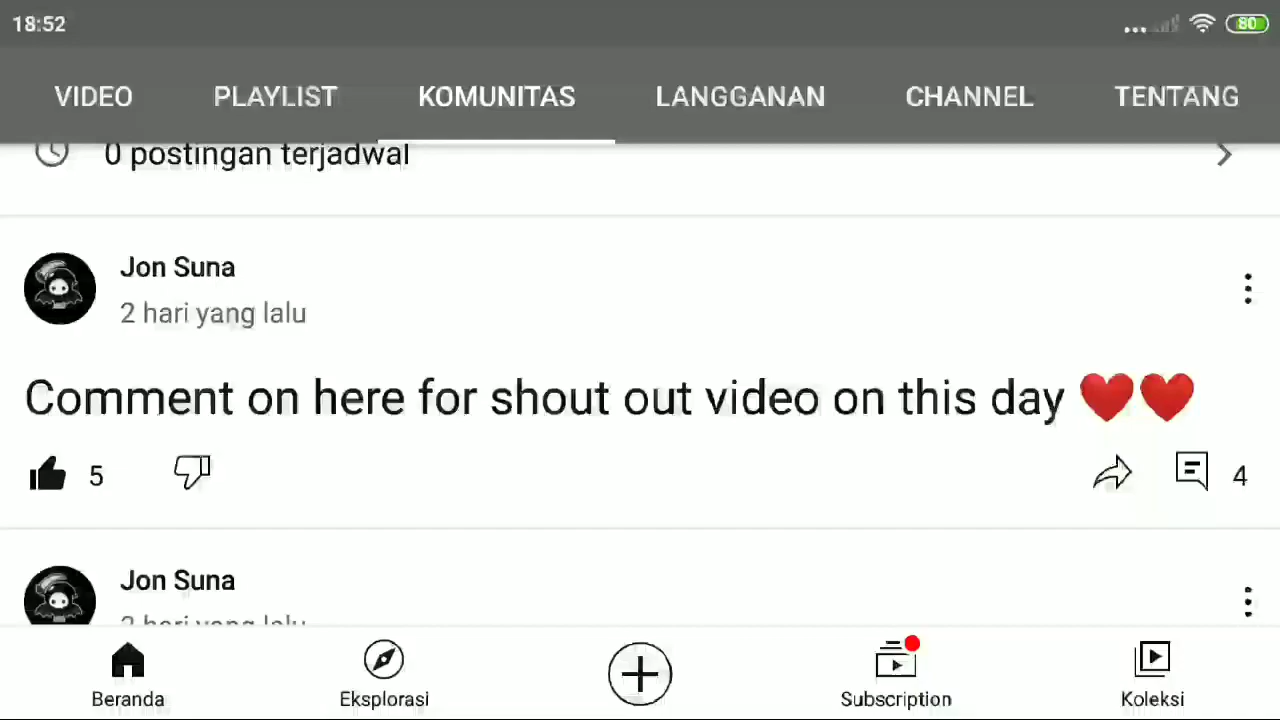 18:52
80
VIDEO PLAYLIST KOMUNITAS LANGGANAN CHANNEL TENTANG
0 postingan terjadwal
Jon Suna
2 hari yang lalu
Comment on here for shout out video on this day ❤️❤️
5
4
Jon Suna
2 hari yang lalu
Beranda Eksplorasi Subscription Koleksi